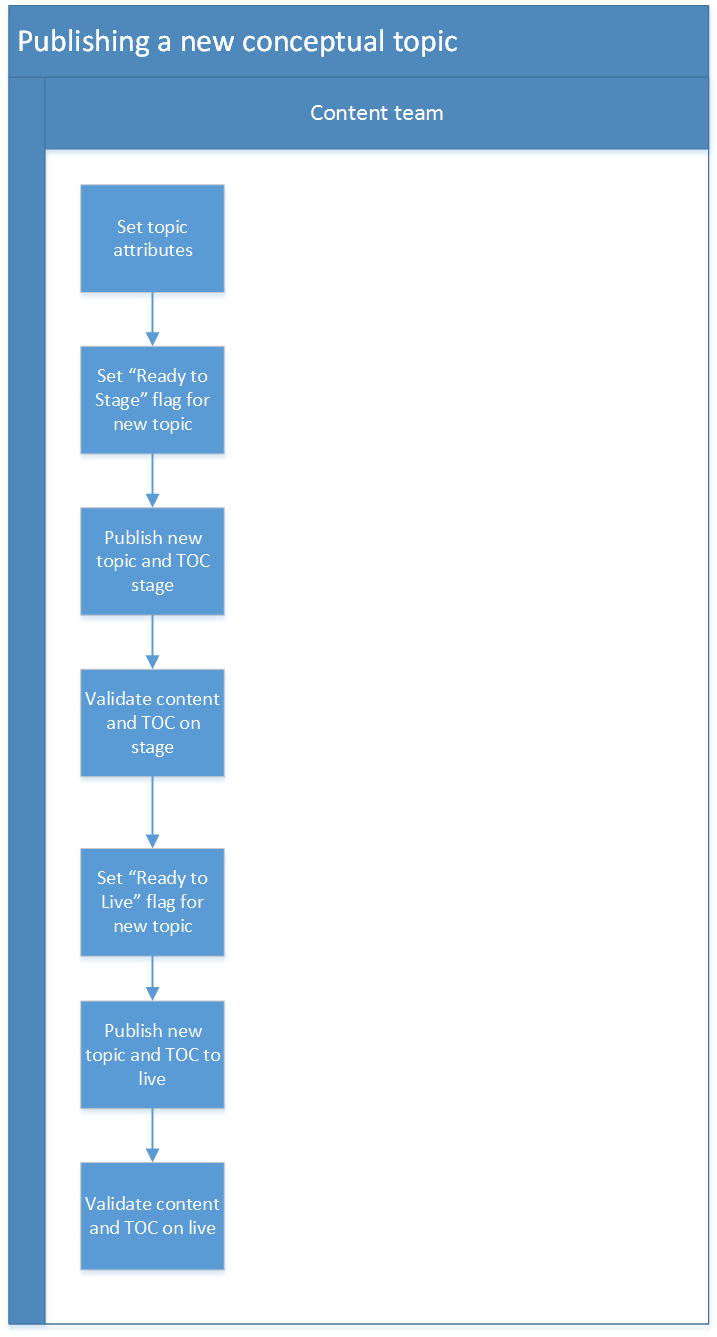 Publishing a new conceptual topic
Content team
Set topic
attributes
Set “Ready to
Stage” flag for
new topic
Publish new
topic and TOC
stage
Validate content
and TOC on
stage
Set “Ready to
Live” flag for
new topic
Publish new
topic and TOC to
live
Validate content
and TOC on live